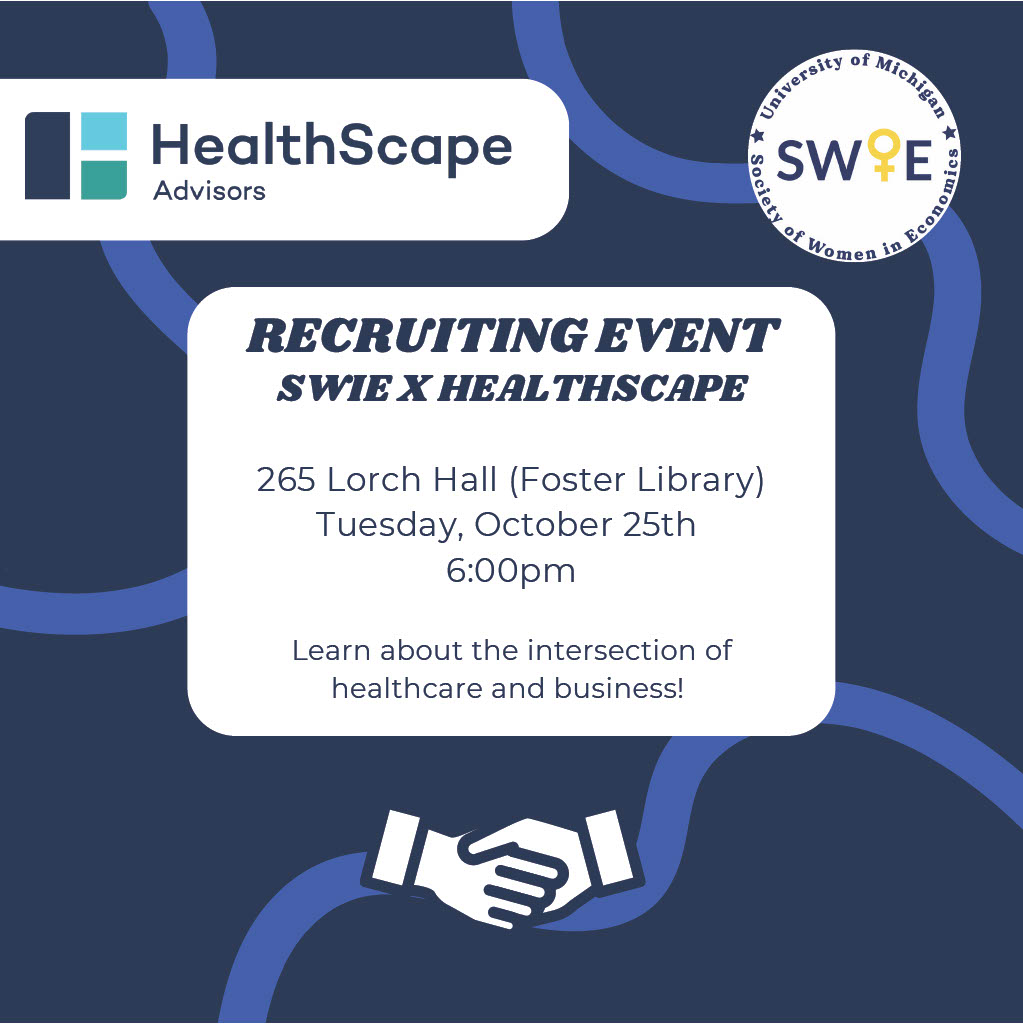 HealthScape
Advisors
University of Michigan
SWIE
Society of Women in Economics
RECRUITING EVENT
SWIE X HEALTHSCAPE
265 Lorch Hall (Foster Library)
Tuesday, October 25th
6:00pm
Learn about the intersection of
healthcare and business!